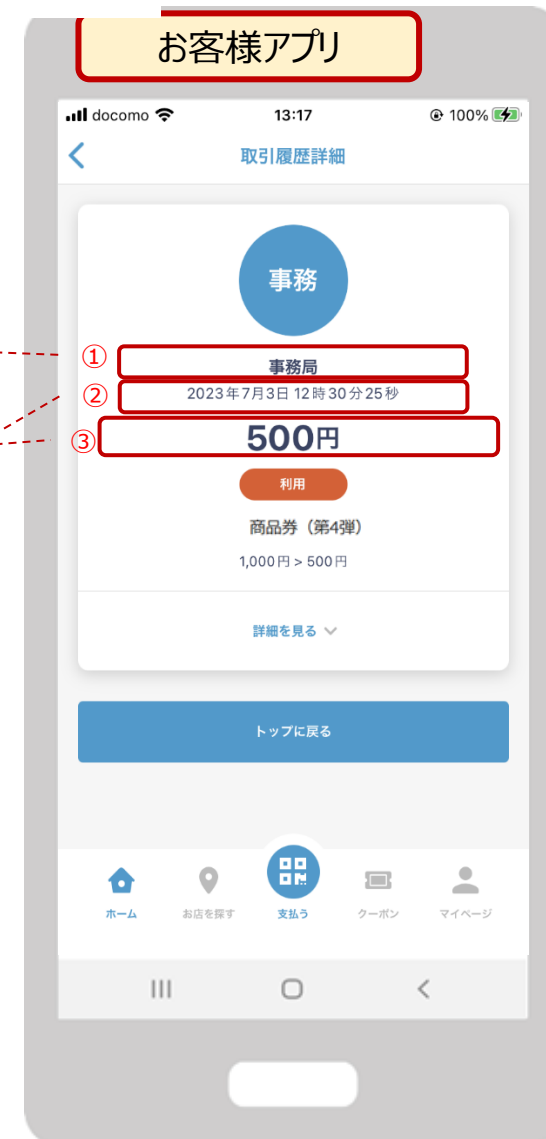 お客様アプリ
docomo 13:17 100%
取引履歴詳細
事務
① 事務局
② 2023年7月3日 12時30分25秒
③ 500円
利用
商品券（第4弾）
1,000円 > 500円
詳細を見る
トップに戻る
ホーム お店を探す 支払う クーポン マイページ